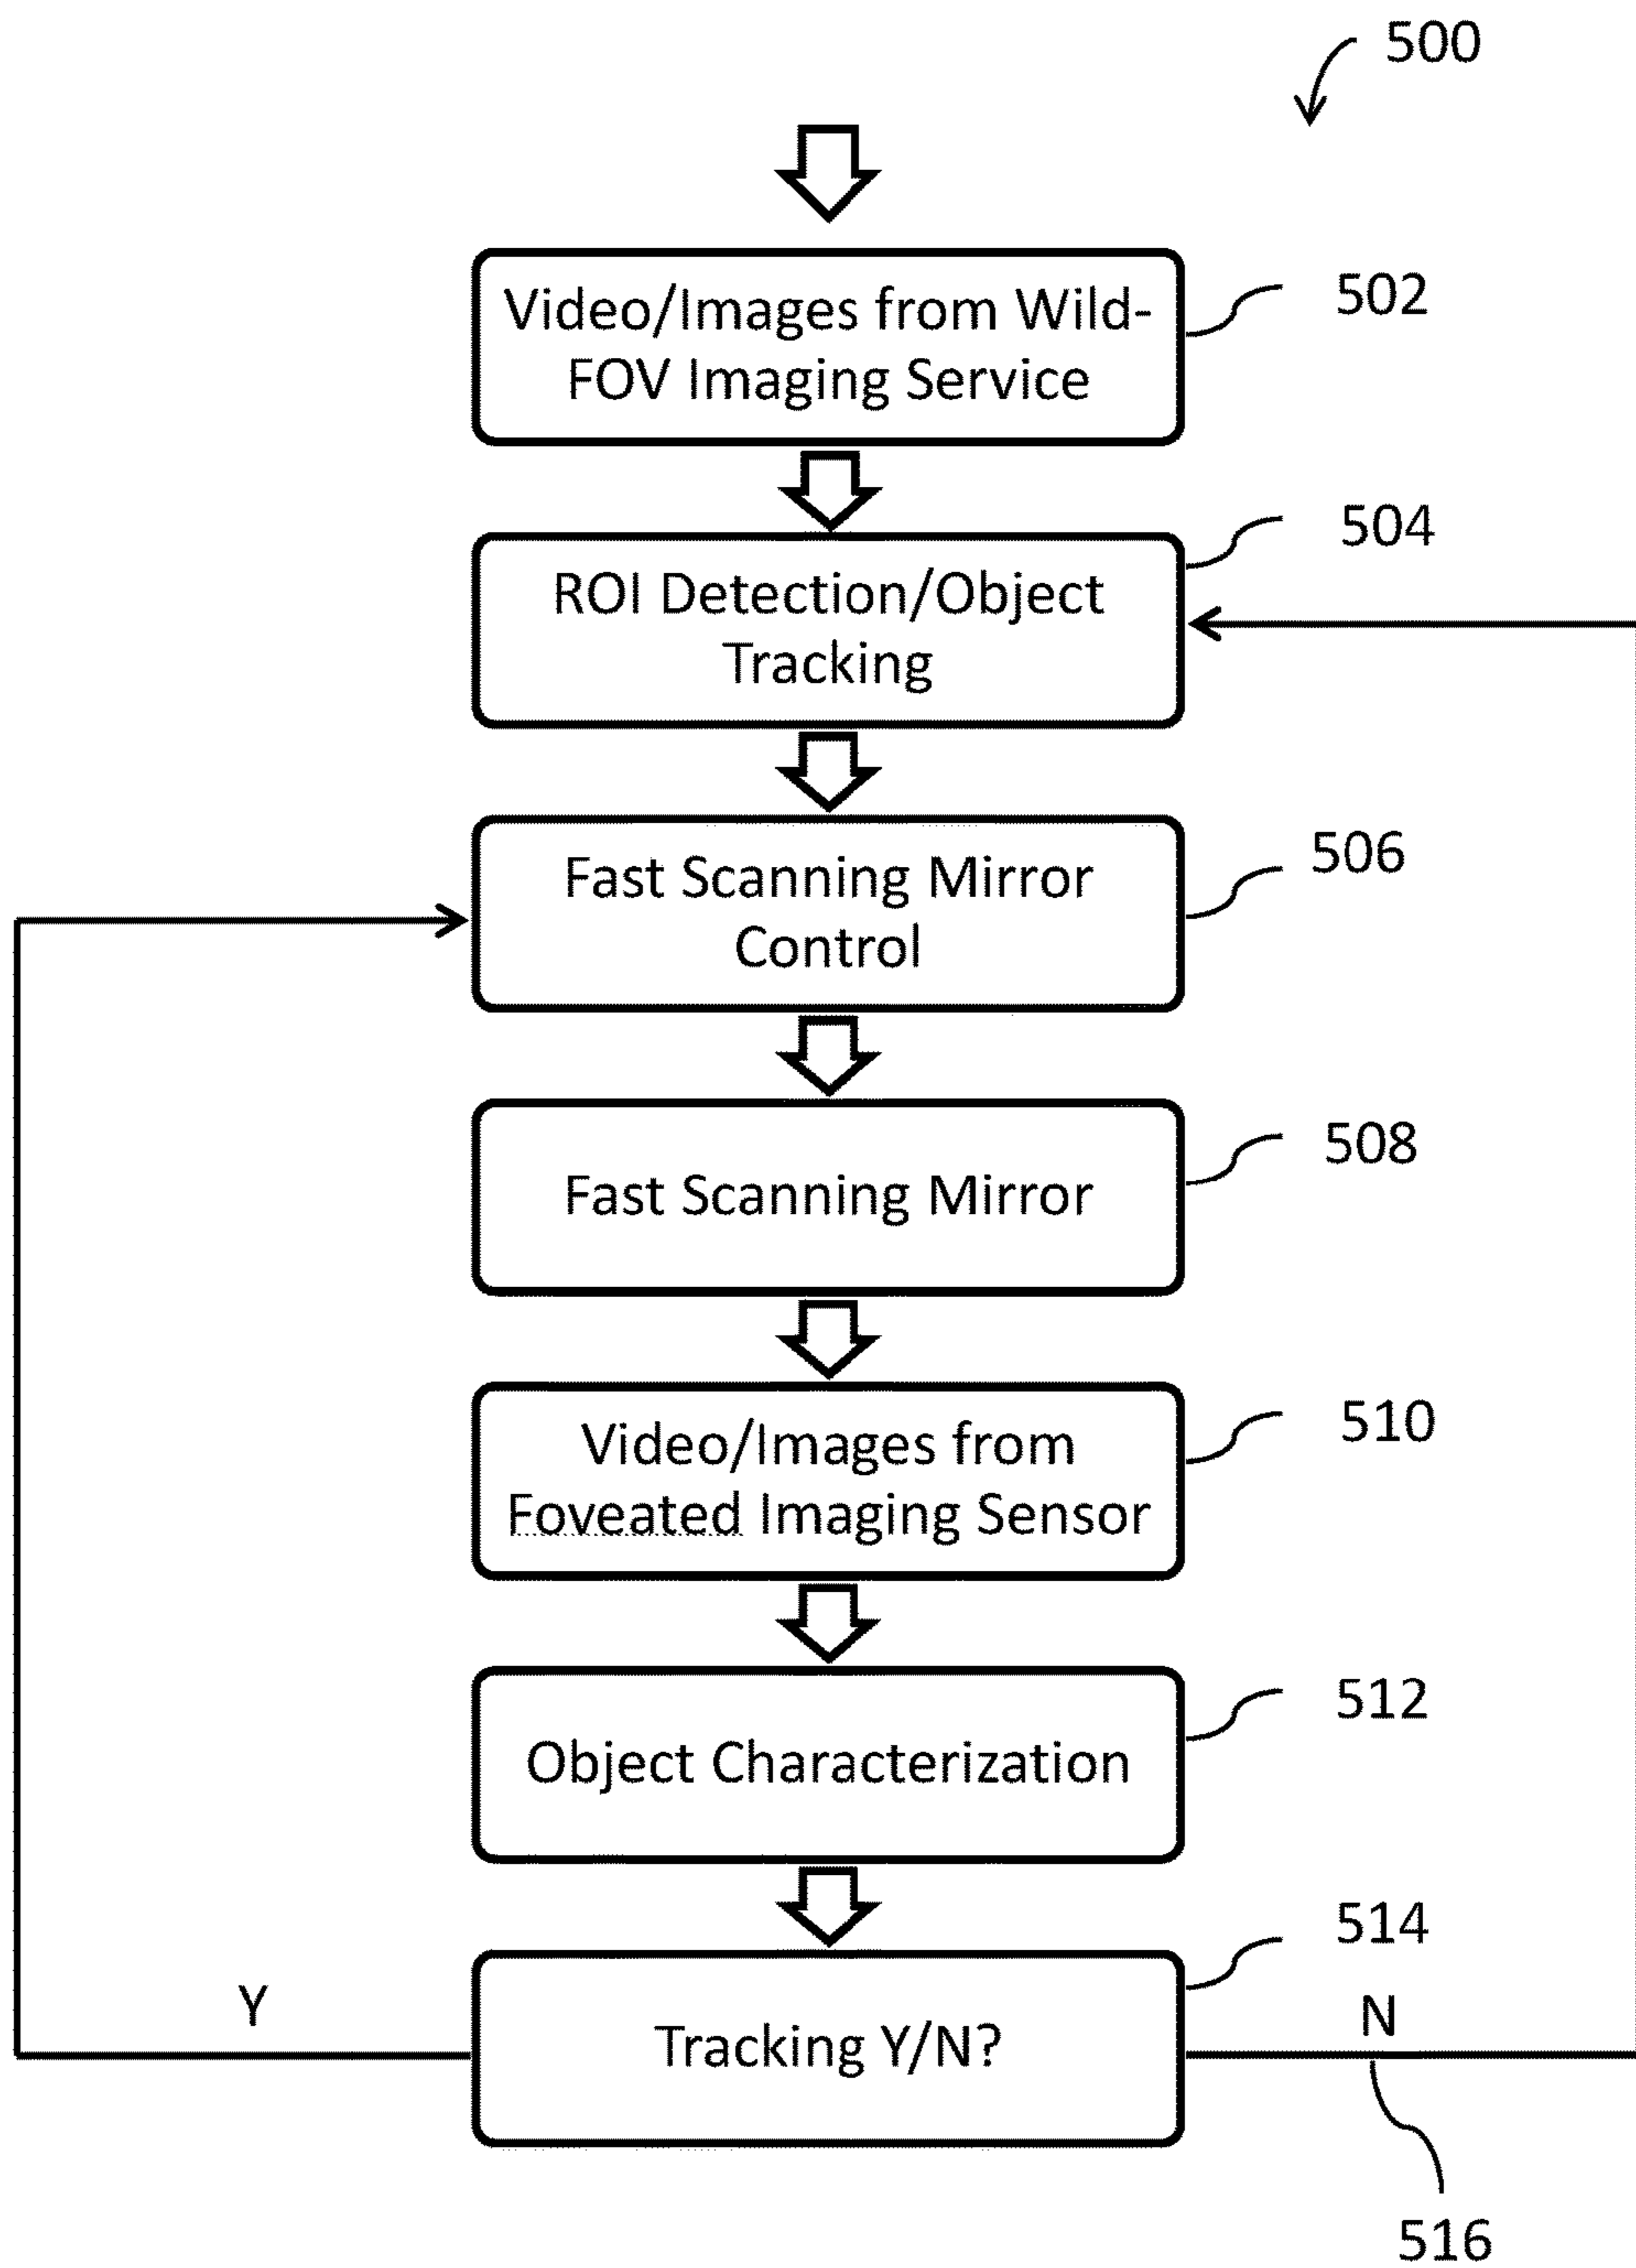 500
Video/Images from Wild-
FOV Imaging Service
502
ROI Detection/Object
Tracking
504
Fast Scanning Mirror
Control
506
Fast Scanning Mirror
508
Video/Images from
Foveated Imaging Sensor
510
Object Characterization
512
Tracking Y/N?
514
Y
N
516